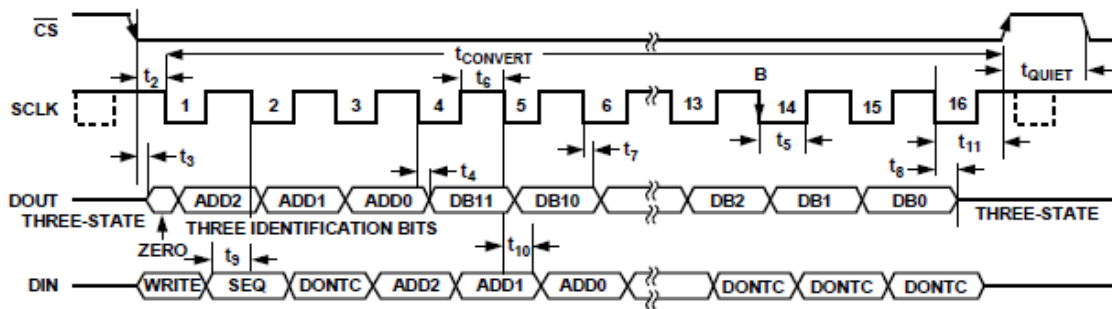 CS
tCONVERT
t2
t6
B
tQUIET
SCLK
1 2 3 4 5 6 13 14 15 16
t3
t4
t7
t5
t8
t11
DOUT
ADD2 ADD1 ADD0 DB11 DB10 DB2 DB1 DB0
THREE-STATE
THREE IDENTIFICATION BITS
THREE-STATE
ZERO
t9
t10
DIN
WRITE SEQ DONTC ADD2 ADD1 ADD0 DONTC DONTC DONTC